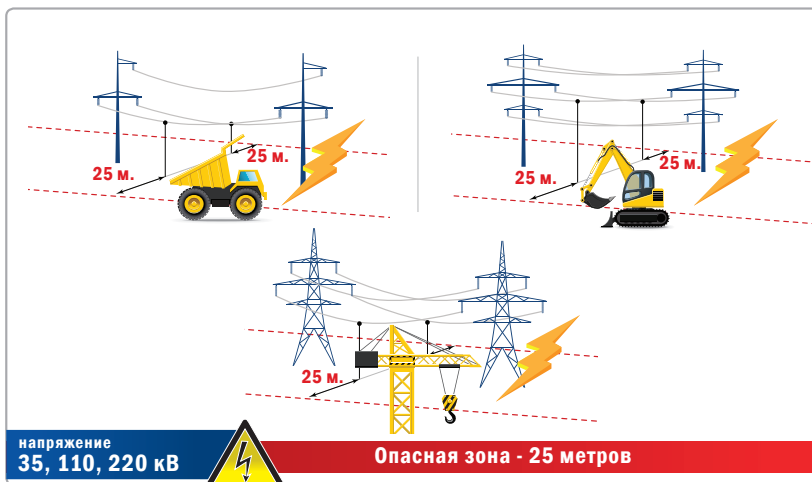 25 м.
25 м.
25 м.
25 м.
25 м.
напряжение
35, 110, 220 кВ
Опасная зона - 25 метров